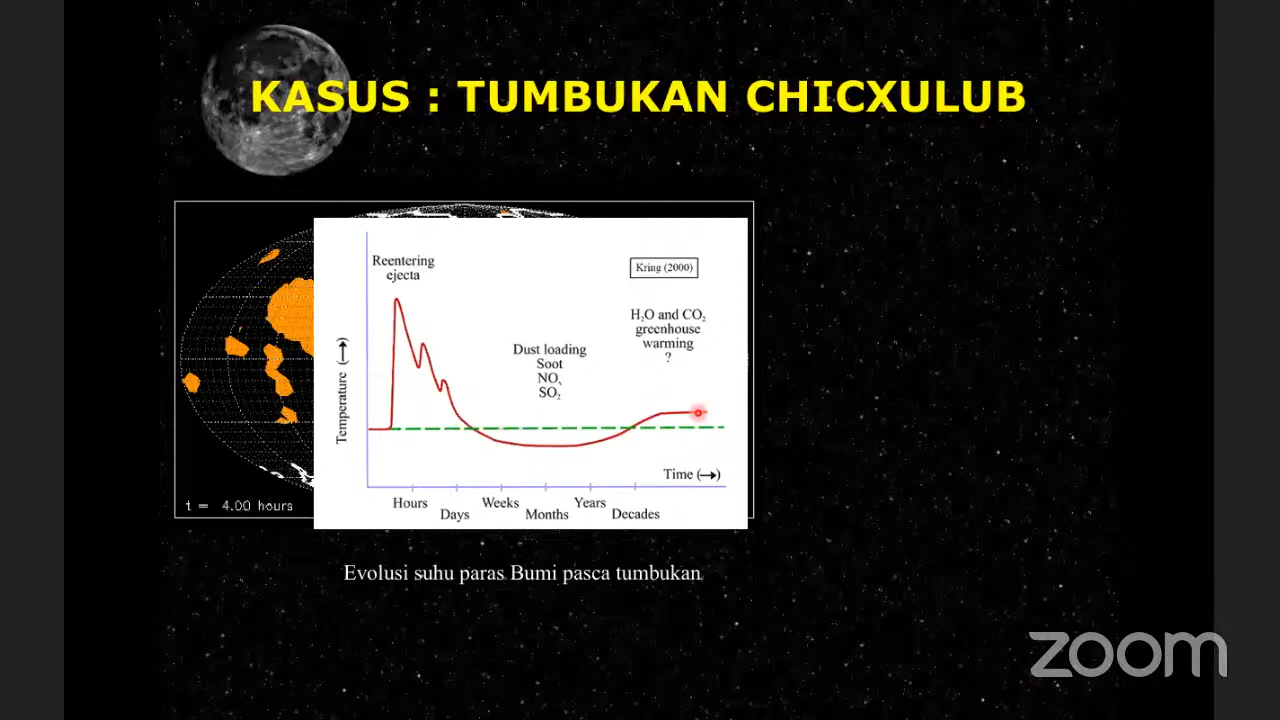 KASUS : TUMBUKAN CHICXULUB
Reentering
ejecta
Kring (2000)
H₂O and CO₂
greenhouse
warming
?
Dust loading
Soot
NOₓ
SO₂
Temperature (→)
Time (→)
Hours
Days
Weeks
Months
Years
Decades
t = 4.00 hours
Evolusi suhu paras Bumi pasca tumbukan
zoom